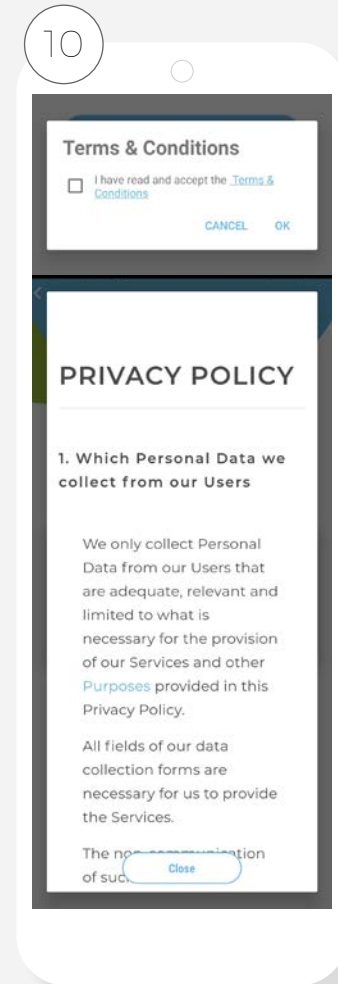 10
Terms & Conditions
I have read and accept the Terms &
Conditions
CANCEL OK
PRIVACY POLICY
1. Which Personal Data we
collect from our Users
We only collect Personal
Data from our Users that
are adequate, relevant and
limited to what is
necessary for the provision
of our Services and other
Purposes provided in this
Privacy Policy.
All fields of our data
collection forms are
necessary for us to provide
the Services.
The
of
Close